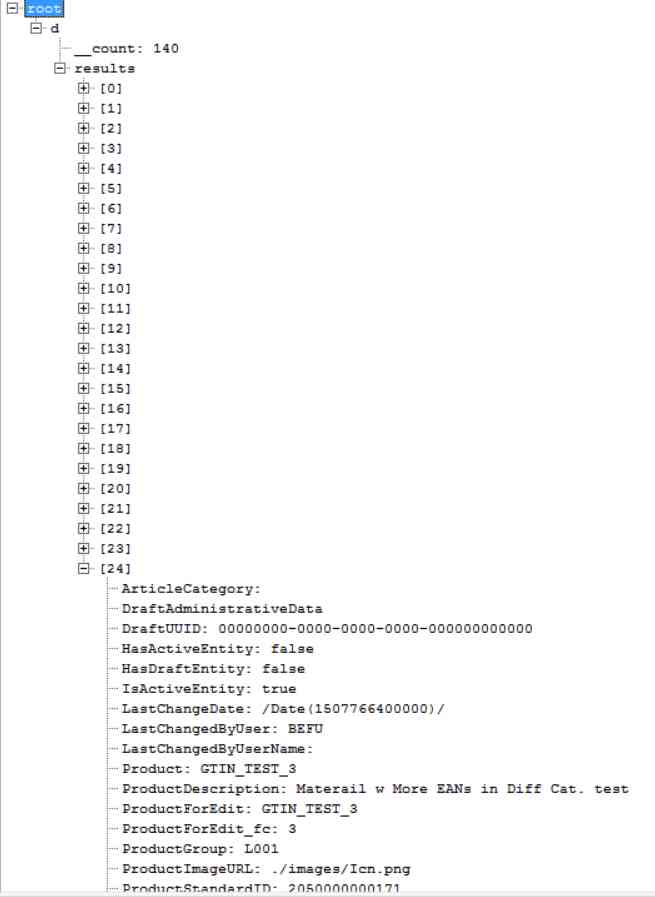 root
d
__count: 140
results
[0]
[1]
[2]
[3]
[4]
[5]
[6]
[7]
[8]
[9]
[10]
[11]
[12]
[13]
[14]
[15]
[16]
[17]
[18]
[19]
[20]
[21]
[22]
[23]
[24]
ArticleCategory:
DraftAdministrativeData
DraftUUID: 00000000-0000-0000-0000-000000000000
HasActiveEntity: false
HasDraftEntity: false
IsActiveEntity: true
LastChangeDate: /Date(1507766400000)/
LastChangedByUser: BEFU
LastChangedByUserName:
Product: GTIN_TEST_3
ProductDescription: Materail w More EANs in Diff Cat. test
ProductForEdit: GTIN_TEST_3
ProductForEdit_fc: 3
ProductGroup: L001
ProductImageURL: ./images/Icn.png
ProductStandardID: 2050000000171